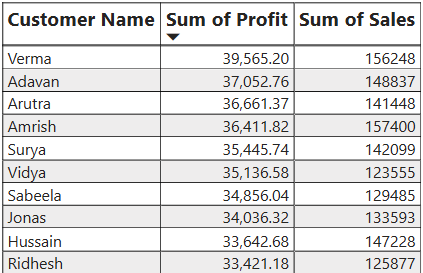 Customer Name Sum of Profit Sum of Sales
Verma 39,565.20 156248
Adavan 37,052.76 148837
Arutra 36,661.37 141448
Amrish 36,411.82 157400
Surya 35,445.74 142099
Vidya 35,136.58 123555
Sabeela 34,856.04 129485
Jonas 34,036.32 133593
Hussain 33,642.68 147228
Ridhesh 33,421.18 125877